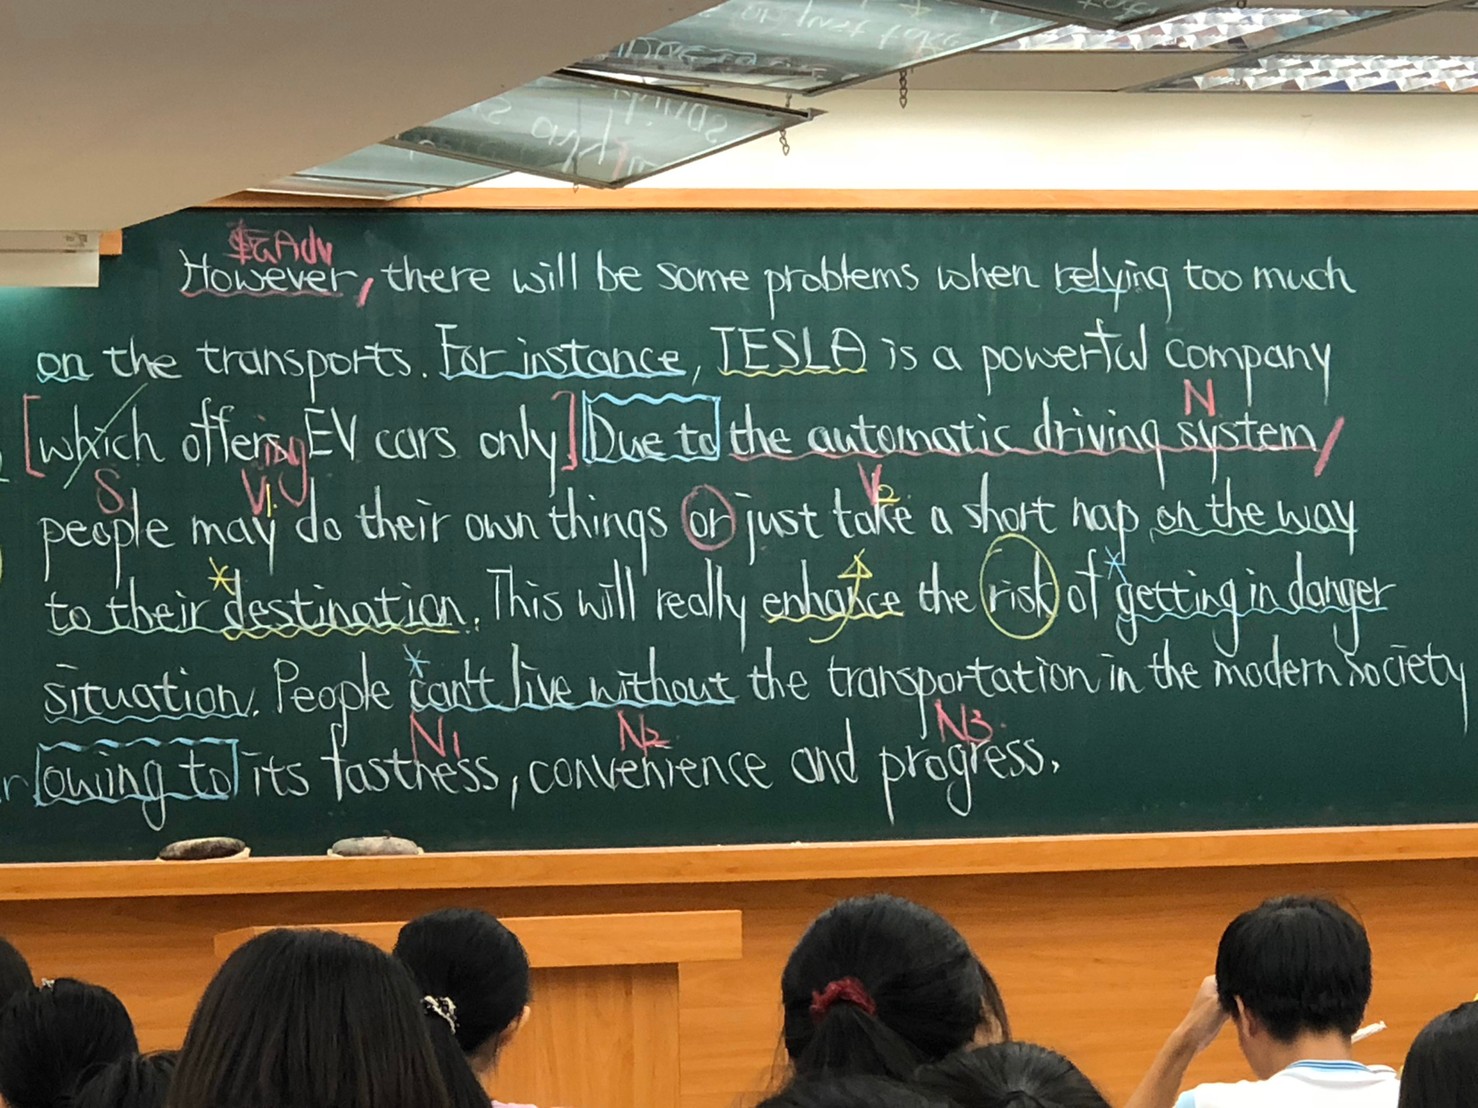 転Adv
However, there will be some problems when relying too much
on the transports. For instance, TESLA is a powerful company
N
[which offering EV cars only] Due to the automatic driving system /
S V1 V2
people may do their own things or just take a short nap on the way
to their *destination. This will really enhance the risk of *getting in danger
situation. People *can't live without the transportation in the modern society
N1 N2 N3
owing to its fastness, convenience and progress.